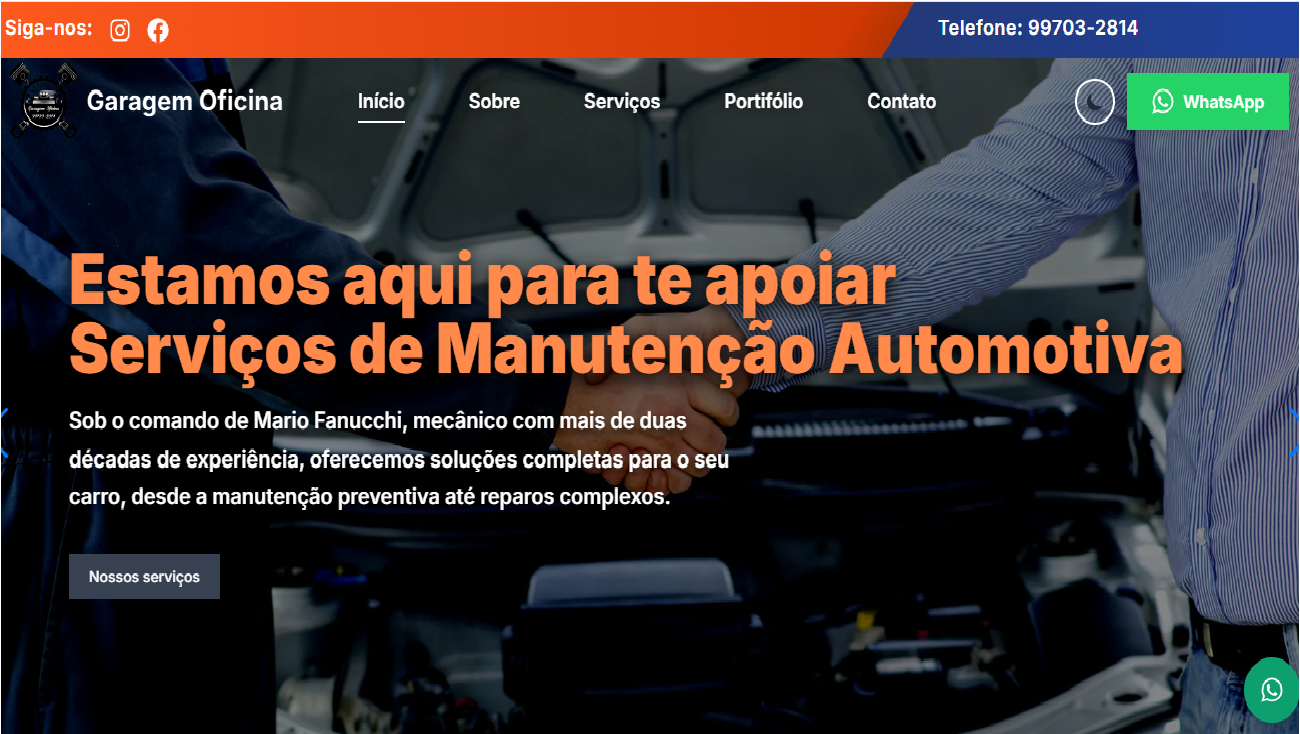 Siga-nos:
Telefone: 99703-2814
Garagem Oficina
Início
Sobre
Serviços
Portifólio
Contato
WhatsApp
Estamos aqui para te apoiar
Serviços de Manutenção Automotiva
Sob o comando de Mario Fanucchi, mecânico com mais de duas
décadas de experiência, oferecemos soluções completas para o seu
carro, desde a manutenção preventiva até reparos complexos.
Nossos serviços